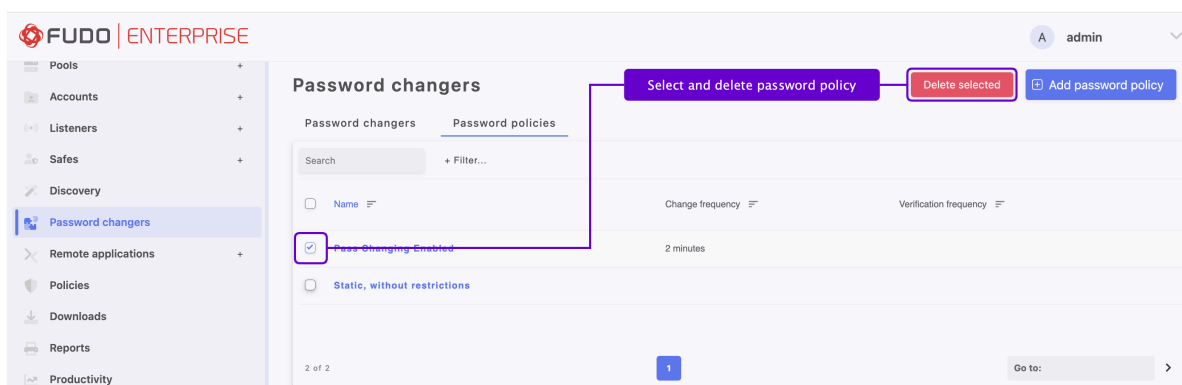 FUDO ENTERPRISE
A admin
Pools +
Accounts +
Listeners +
Safes +
Discovery
Password changers
Remote applications +
Policies
Downloads
Reports
Productivity
Password changers
Select and delete password policy
Delete selected
Add password policy
Password changers Password policies
Search + Filter...
Name Change frequency Verification frequency
Pass Changing Enabled 2 minutes
Static, without restrictions
2 of 2 1 Go to: